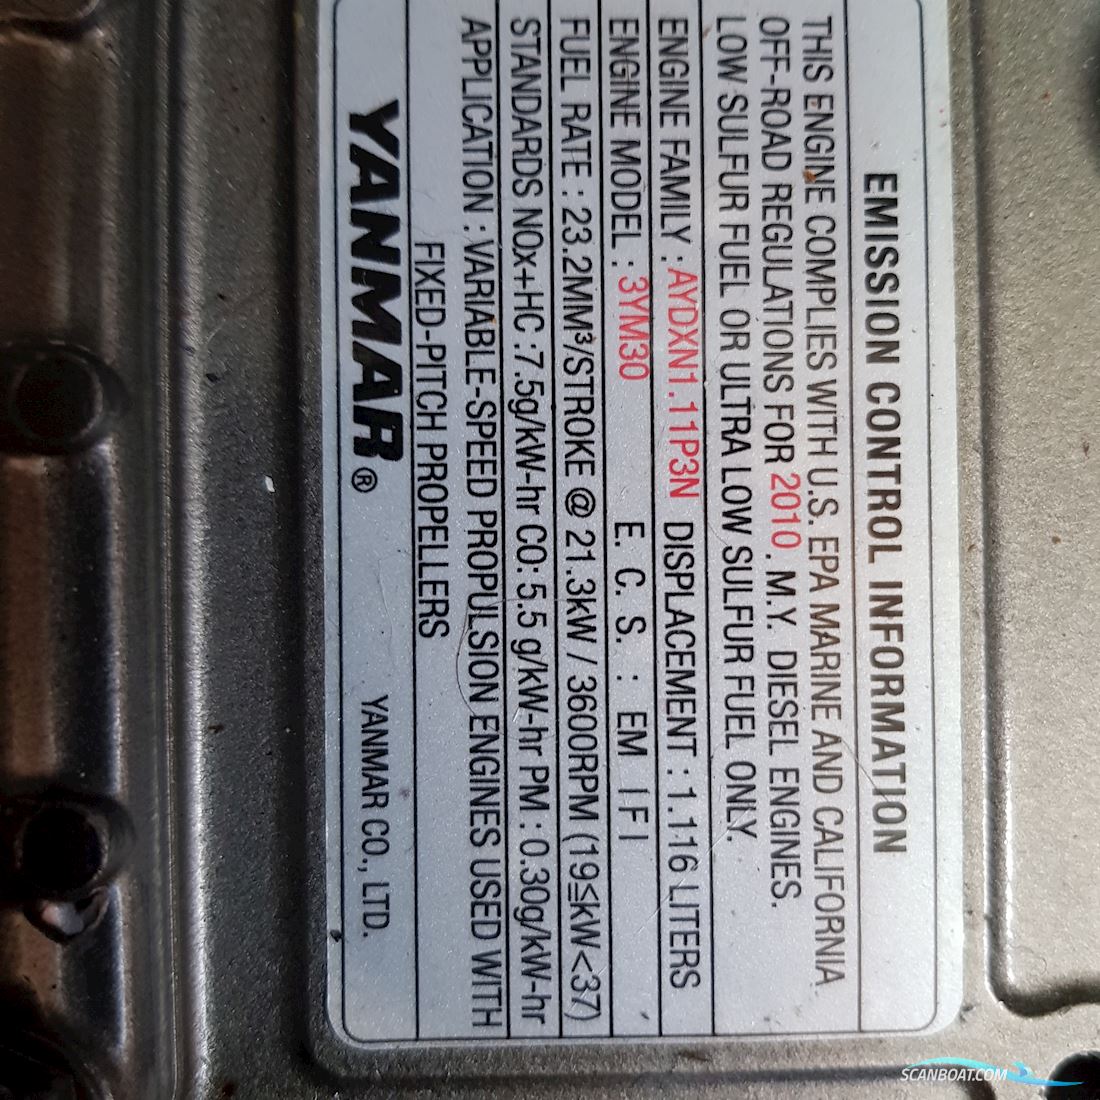 EMISSION CONTROL INFORMATION
THIS ENGINE COMPLIES WITH U.S. EPA MARINE AND CALIFORNIA
OFF-ROAD REGULATIONS FOR 2010 . M.Y. DIESEL ENGINES.
LOW SULFUR FUEL OR ULTRA LOW SULFUR FUEL ONLY.
ENGINE FAMILY : AYDXN1.11P3N DISPLACEMENT : 1.116 LITERS
ENGINE MODEL : 3YM30 E. C. S. : EM IFI
FUEL RATE : 23.2MM³/STROKE @ 21.3kW / 3600RPM (19≤kW<37)
STANDARDS NOx+HC : 7.5g/kW-hr CO: 5.5 g/kW-hr PM : 0.30g/kW-hr
APPLICATION : VARIABLE-SPEED PROPULSION ENGINES USED WITH
FIXED-PITCH PROPELLERS
YANMAR® YANMAR CO., LTD.
SCANBOAT.COM